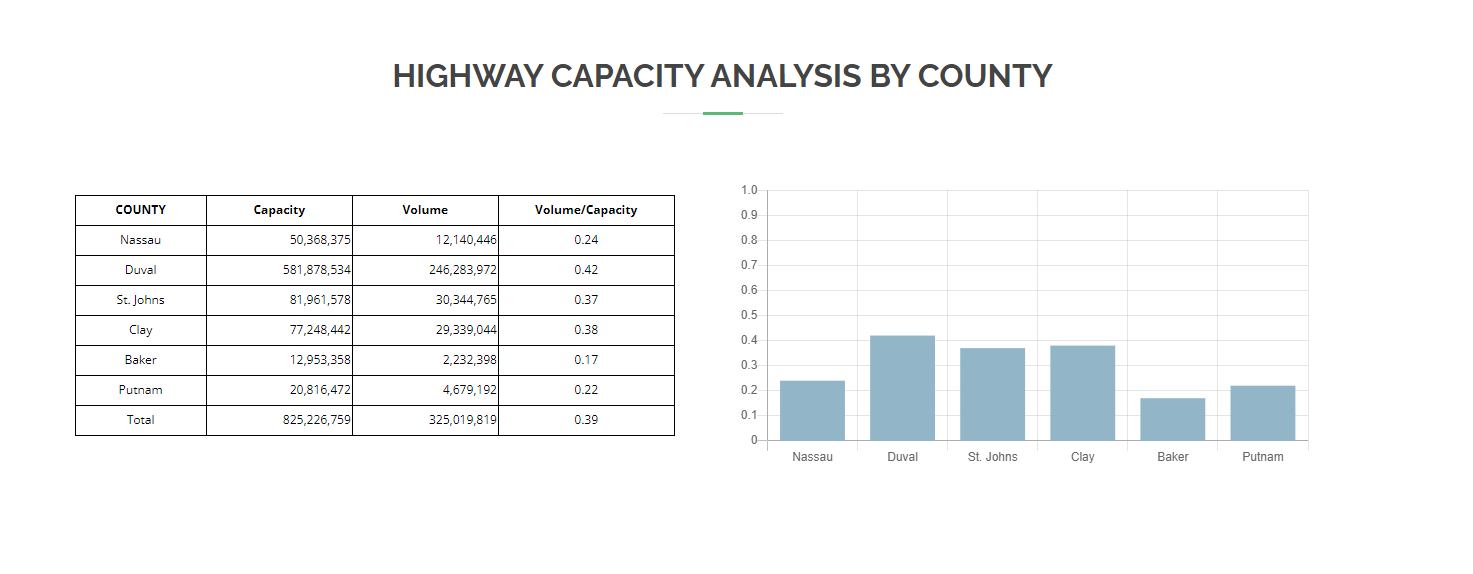 HIGHWAY CAPACITY ANALYSIS BY COUNTY
COUNTY Capacity Volume Volume/Capacity
Nassau 50,368,375 12,140,446 0.24
Duval 581,878,534 246,283,972 0.42
St. Johns 81,961,578 30,344,765 0.37
Clay 77,248,442 29,339,044 0.38
Baker 12,953,358 2,232,398 0.17
Putnam 20,816,472 4,679,192 0.22
Total 825,226,759 325,019,819 0.39
1.0
0.9
0.8
0.7
0.6
0.5
0.4
0.3
0.2
0.1
0
Nassau Duval St. Johns Clay Baker Putnam